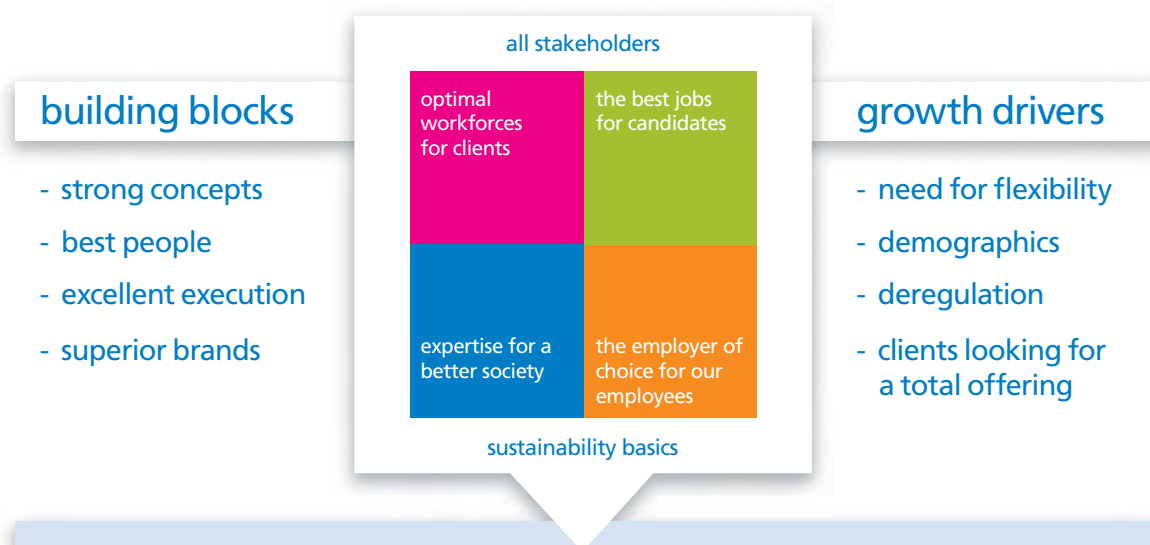 building blocks
- strong concepts
- best people
- excellent execution
- superior brands
all stakeholders
optimal
workforces
for clients
the best jobs
for candidates
expertise for a
better society
the employer of
choice for our
employees
sustainability basics
growth drivers
- need for flexibility
- demographics
- deregulation
- clients looking for
a total offering